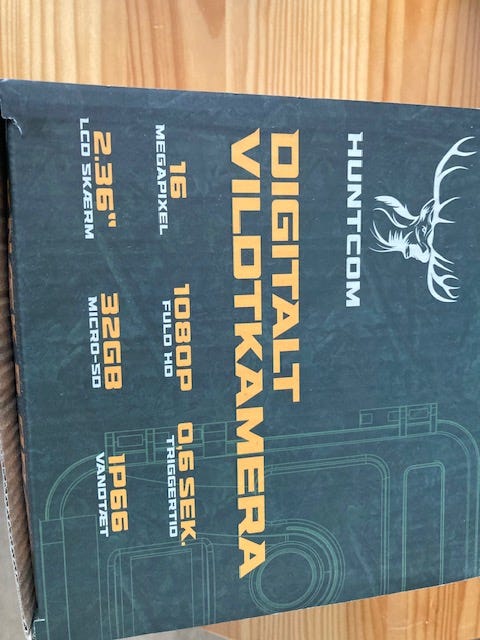 HUNTCOM
DIGITALT
VILDTKAMERA
16
MEGAPIXEL
1080P
FULD HD
0,6 SEK.
TRIGGERTID
2.36"
LCD SKÆRM
32GB
MICRO-SD
IP66
VANDTÆT